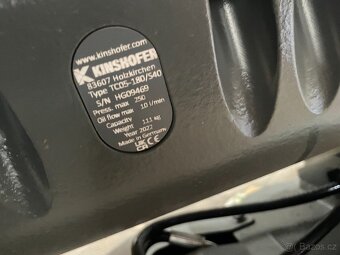 www.kinshofer.com
KINSHOFER
83607 Holzkirchen
Type TC05-180/S40
S/N HG09469
Press. max 250
Oil flow max 10 l/min
Capacity
Weight 111 kg
Year 2022
Made in Germany
Bazos.cz